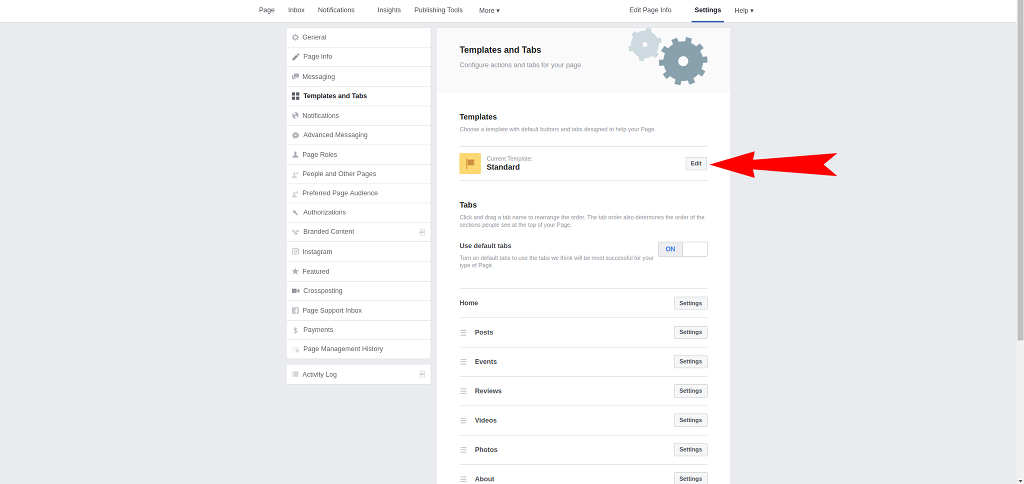 Page Inbox Notifications Insights Publishing Tools More ▾ Edit Page Info Settings Help ▾
General
Page Info
Messaging
Templates and Tabs
Notifications
Advanced Messaging
Page Roles
People and Other Pages
Preferred Page Audience
Authorizations
Branded Content
Instagram
Featured
Crossposting
Page Support Inbox
Payments
Page Management History
Activity Log
Templates and Tabs
Configure actions and tabs for your page
Templates
Choose a template with default buttons and tabs designed to help your Page.
Current Template:
Standard
Edit
Tabs
Click and drag a tab name to rearrange the order. The tab order also determines the order of the
sections people see at the top of your Page.
Use default tabs
ON
Turn on default tabs to use the tabs we think will be most successful for your
type of Page.
Home Settings
Posts Settings
Events Settings
Reviews Settings
Videos Settings
Photos Settings
About Settings